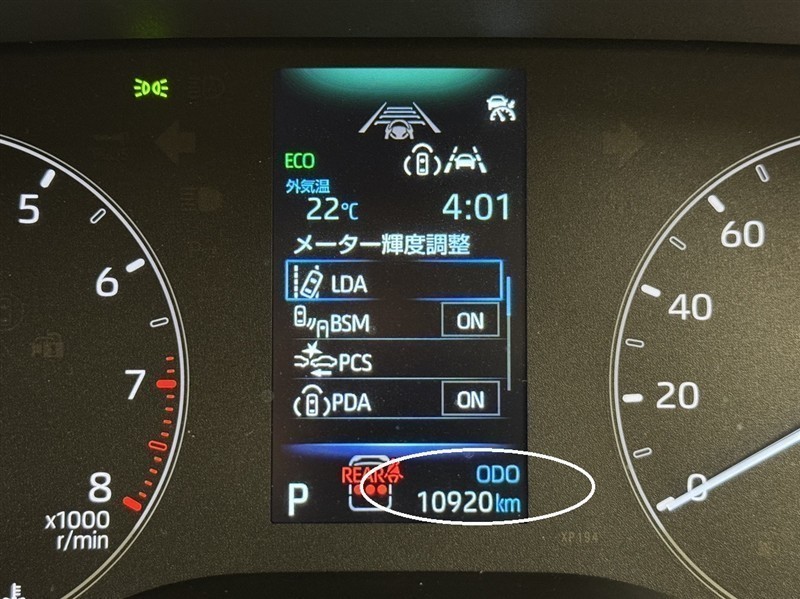 ECO
外気温
22℃ 4:01
メーター輝度調整
LDA
BSM ON
PCS
PDA ON
REAR
ODO
P 10920km
5
6
7
8
x1000
r/min
60
40
20
0
XP194